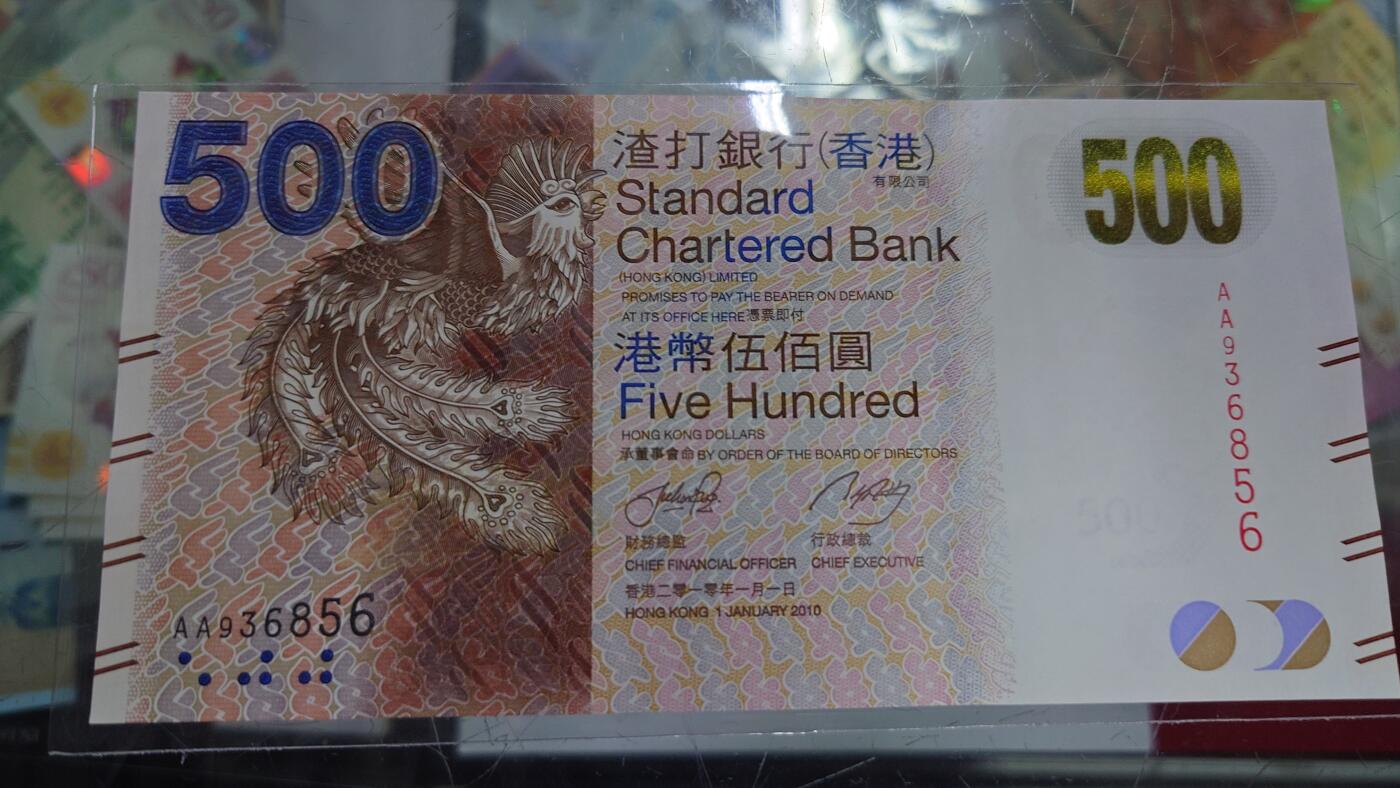 500
渣打銀行(香港)
有限公司
Standard
Chartered Bank
(HONG KONG) LIMITED
PROMISES TO PAY THE BEARER ON DEMAND
AT ITS OFFICE HERE憑票即付
港幣伍佰圓
Five Hundred
HONG KONG DOLLARS
承董事會命 BY ORDER OF THE BOARD OF DIRECTORS
財務總監 行政總裁
CHIEF FINANCIAL OFFICER CHIEF EXECUTIVE
香港二零一零年一月一日
HONG KONG 1 JANUARY 2010
AA936856
500
AA936856